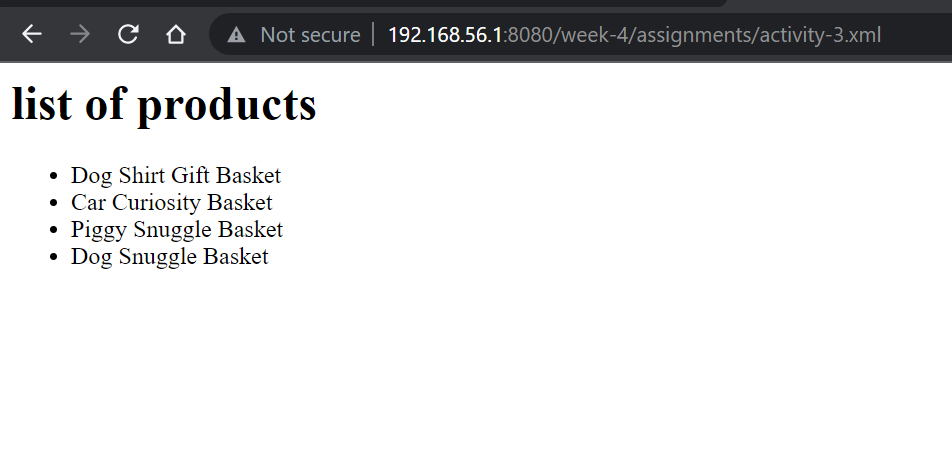 Not secure | 192.168.56.1:8080/week-4/assignments/activity-3.xml
list of products
• Dog Shirt Gift Basket
• Car Curiosity Basket
• Piggy Snuggle Basket
• Dog Snuggle Basket